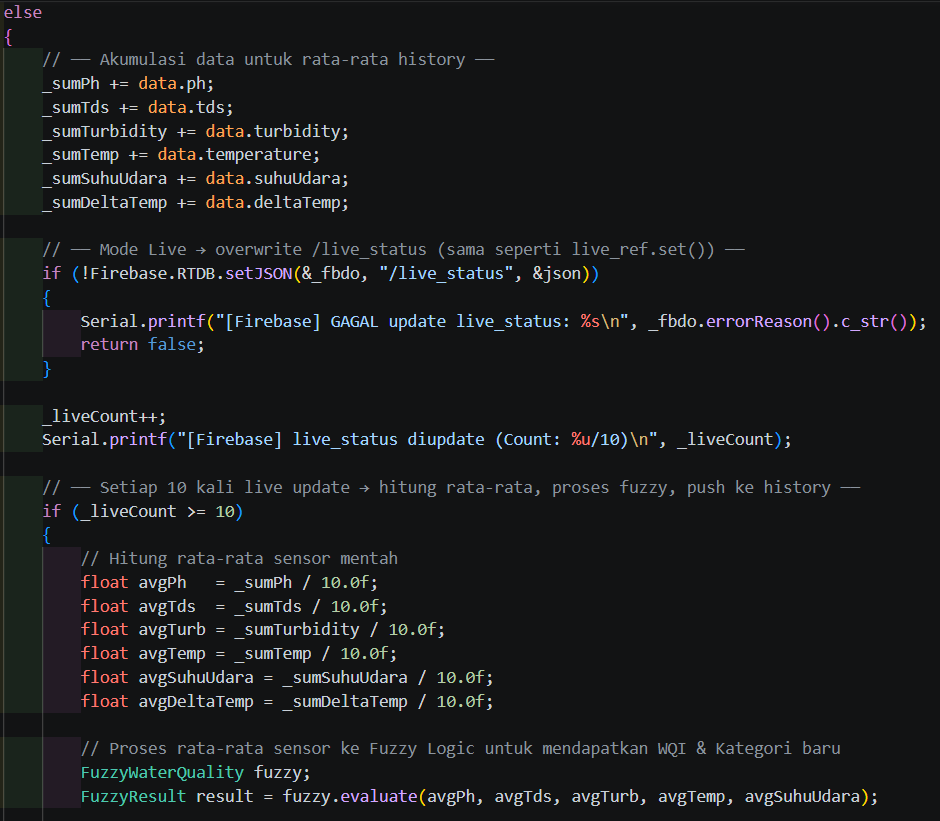 else
{
// ── Akumulasi data untuk rata-rata history ──
_sumPh += data.ph;
_sumTds += data.tds;
_sumTurbidity += data.turbidity;
_sumTemp += data.temperature;
_sumSuhuUdara += data.suhuUdara;
_sumDeltaTemp += data.deltaTemp;
// ── Mode Live → overwrite /live_status (sama seperti live_ref.set()) ──
if (!Firebase.RTDB.setJSON(&_fbdo, "/live_status", &json))
{
Serial.printf("[Firebase] GAGAL update live_status: %s\n", _fbdo.errorReason().c_str());
return false;
}
_liveCount++;
Serial.printf("[Firebase] live_status diupdate (Count: %u/10)\n", _liveCount);
// ── Setiap 10 kali live update → hitung rata-rata, proses fuzzy, push ke history ──
if (_liveCount >= 10)
{
// Hitung rata-rata sensor mentah
float avgPh   = _sumPh / 10.0f;
float avgTds  = _sumTds / 10.0f;
float avgTurb = _sumTurbidity / 10.0f;
float avgTemp = _sumTemp / 10.0f;
float avgSuhuUdara = _sumSuhuUdara / 10.0f;
float avgDeltaTemp = _sumDeltaTemp / 10.0f;
// Proses rata-rata sensor ke Fuzzy Logic untuk mendapatkan WQI & Kategori baru
FuzzyWaterQuality fuzzy;
FuzzyResult result = fuzzy.evaluate(avgPh, avgTds, avgTurb, avgTemp, avgSuhuUdara);